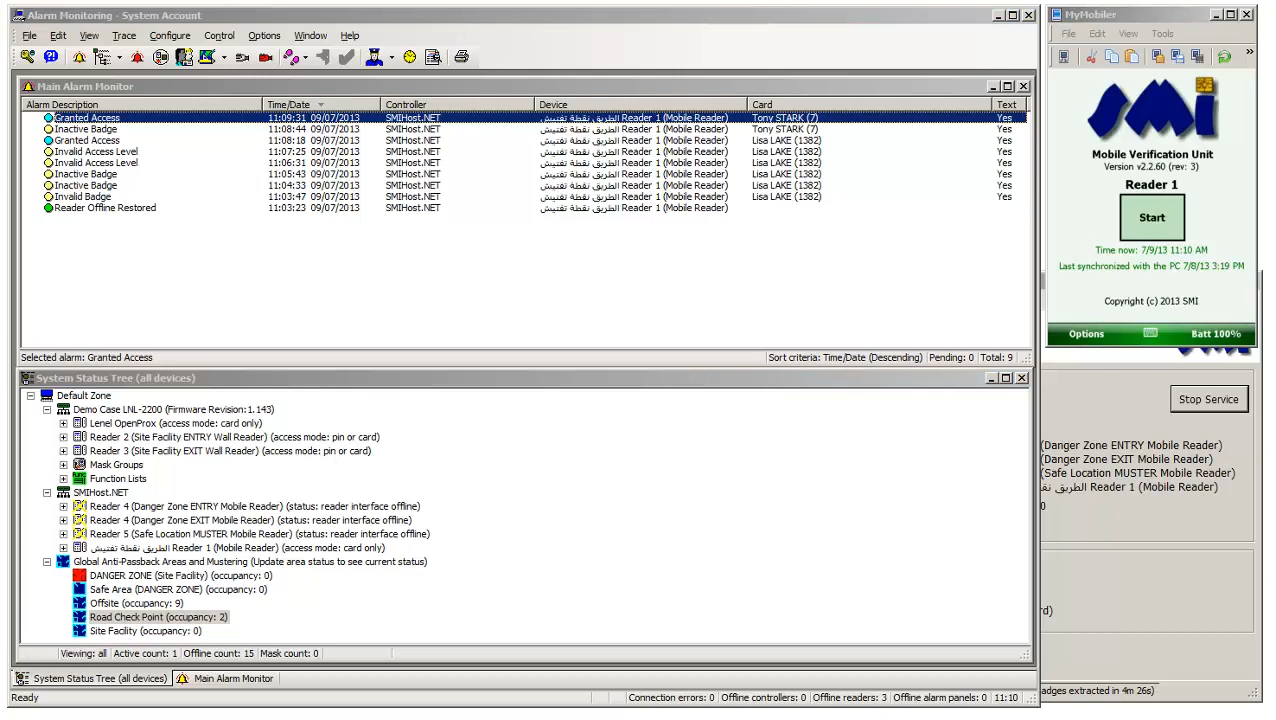 Alarm Monitoring - System Account
File Edit View Trace Configure Control Options Window Help
Main Alarm Monitor
Alarm Description Time/Date Controller Device Card Text
Granted Access 11:09:31 09/07/2013 SMIHost.NET الطريق نقطة تفتيش Reader 1 (Mobile Reader) Tony STARK (7) Yes
Inactive Badge 11:08:44 09/07/2013 SMIHost.NET الطريق نقطة تفتيش Reader 1 (Mobile Reader) Tony STARK (7) Yes
Granted Access 11:08:18 09/07/2013 SMIHost.NET الطريق نقطة تفتيش Reader 1 (Mobile Reader) Lisa LAKE (1382) Yes
Invalid Access Level 11:07:25 09/07/2013 SMIHost.NET الطريق نقطة تفتيش Reader 1 (Mobile Reader) Lisa LAKE (1382) Yes
Invalid Access Level 11:06:31 09/07/2013 SMIHost.NET الطريق نقطة تفتيش Reader 1 (Mobile Reader) Lisa LAKE (1382) Yes
Inactive Badge 11:05:43 09/07/2013 SMIHost.NET الطريق نقطة تفتيش Reader 1 (Mobile Reader) Lisa LAKE (1382) Yes
Inactive Badge 11:04:33 09/07/2013 SMIHost.NET الطريق نقطة تفتيش Reader 1 (Mobile Reader) Lisa LAKE (1382) Yes
Invalid Badge 11:03:47 09/07/2013 SMIHost.NET الطريق نقطة تفتيش Reader 1 (Mobile Reader) Lisa LAKE (1382) Yes
Reader Offline Restored 11:03:23 09/07/2013 SMIHost.NET الطريق نقطة تفتيش Reader 1 (Mobile Reader)
Selected alarm: Granted Access Sort criteria: Time/Date (Descending) Pending: 0 Total: 9
System Status Tree (all devices)
Default Zone
Demo Case LNL-2200 (Firmware Revision:1.143)
Lenel OpenProx (access mode: card only)
Reader 2 (Site Facility ENTRY Wall Reader) (access mode: pin or card)
Reader 3 (Site Facility EXIT Wall Reader) (access mode: pin or card)
Mask Groups
Function Lists
SMIHost.NET
Reader 4 (Danger Zone ENTRY Mobile Reader) (status: reader interface offline)
Reader 4 (Danger Zone EXIT Mobile Reader) (status: reader interface offline)
Reader 5 (Safe Location MUSTER Mobile Reader) (status: reader interface offline)
الطريق نقطة تفتيش Reader 1 (Mobile Reader) (access mode: card only)
Global Anti-Passback Areas and Mustering (Update area status to see current status)
DANGER ZONE (Site Facility) (occupancy: 0)
Safe Area (DANGER ZONE) (occupancy: 0)
Offsite (occupancy: 9)
Road Check Point (occupancy: 2)
Site Facility (occupancy: 0)
Viewing: all Active count: 1 Offline count: 15 Mask count: 0
System Status Tree (all devices) Main Alarm Monitor
Ready Connection errors: 0 Offline controllers: 0 Offline readers: 3 Offline alarm panels: 0 11:10
MyMobiler
File Edit View Tools
SMI
Mobile Verification Unit
Version v2.2.60 (rev: 3)
Reader 1
Start
Time now: 7/9/13 11:10 AM
Last synchronized with the PC 7/8/13 3:19 PM
Copyright (c) 2013 SMI
Options Batt 100%
Stop Service
(Danger Zone ENTRY Mobile Reader)
(Danger Zone EXIT Mobile Reader)
(Safe Location MUSTER Mobile Reader)
الطريق Reader 1 (Mobile Reader)
0
rd)
adges extracted in 4m 26s)